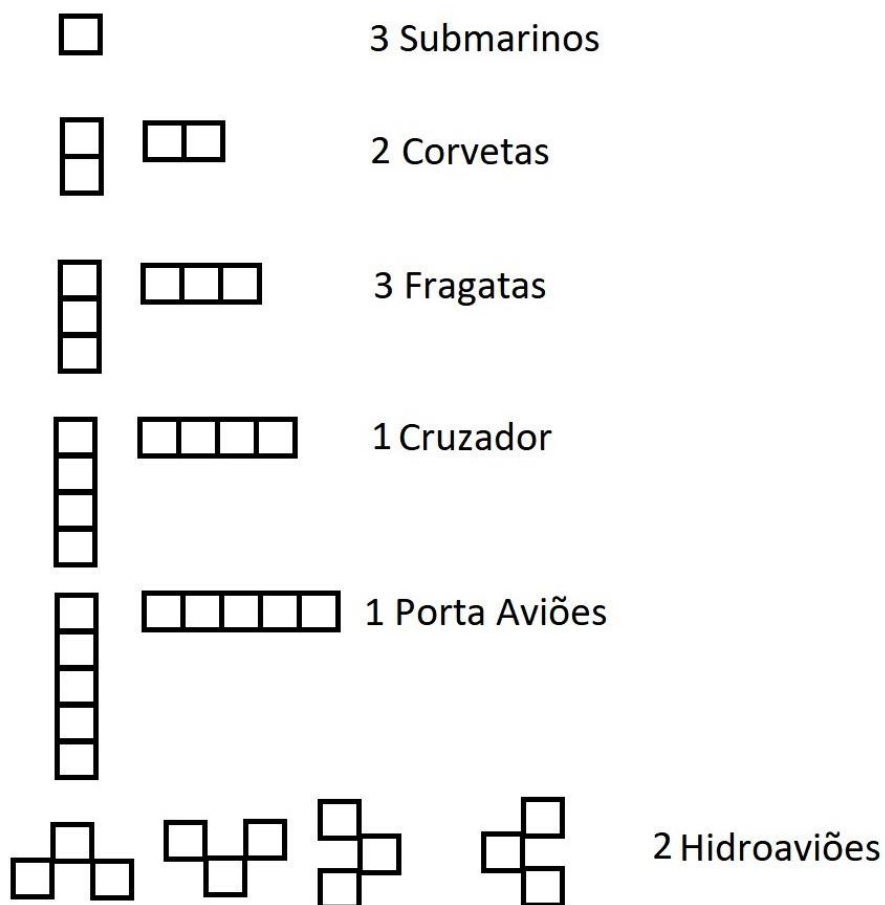 3 Submarinos
2 Corvetas
3 Fragatas
1 Cruzador
1 Porta Aviões
2 Hidroaviões